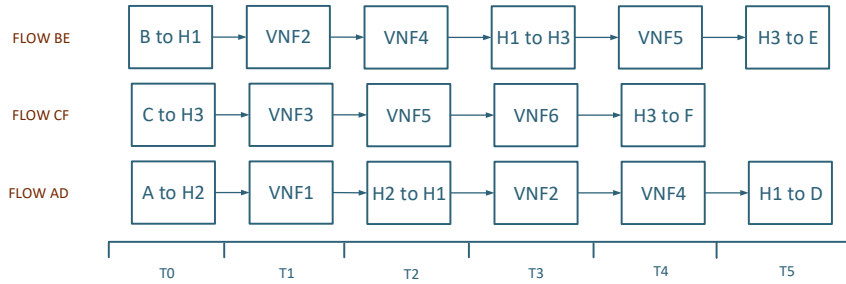 FLOW BE
B to H1
VNF2
VNF4
H1 to H3
VNF5
H3 to E
FLOW CF
C to H3
VNF3
VNF5
VNF6
H3 to F
FLOW AD
A to H2
VNF1
H2 to H1
VNF2
VNF4
H1 to D
T0
T1
T2
T3
T4
T5